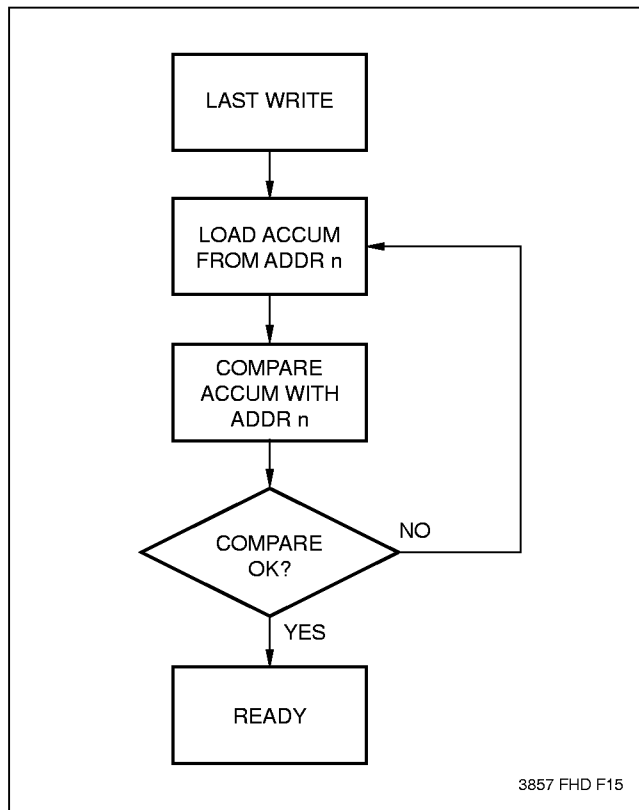 LAST WRITE
LOAD ACCUM
FROM ADDR n
COMPARE
ACCUM WITH
ADDR n
COMPARE
OK?
NO
YES
READY
3857 FHD F15